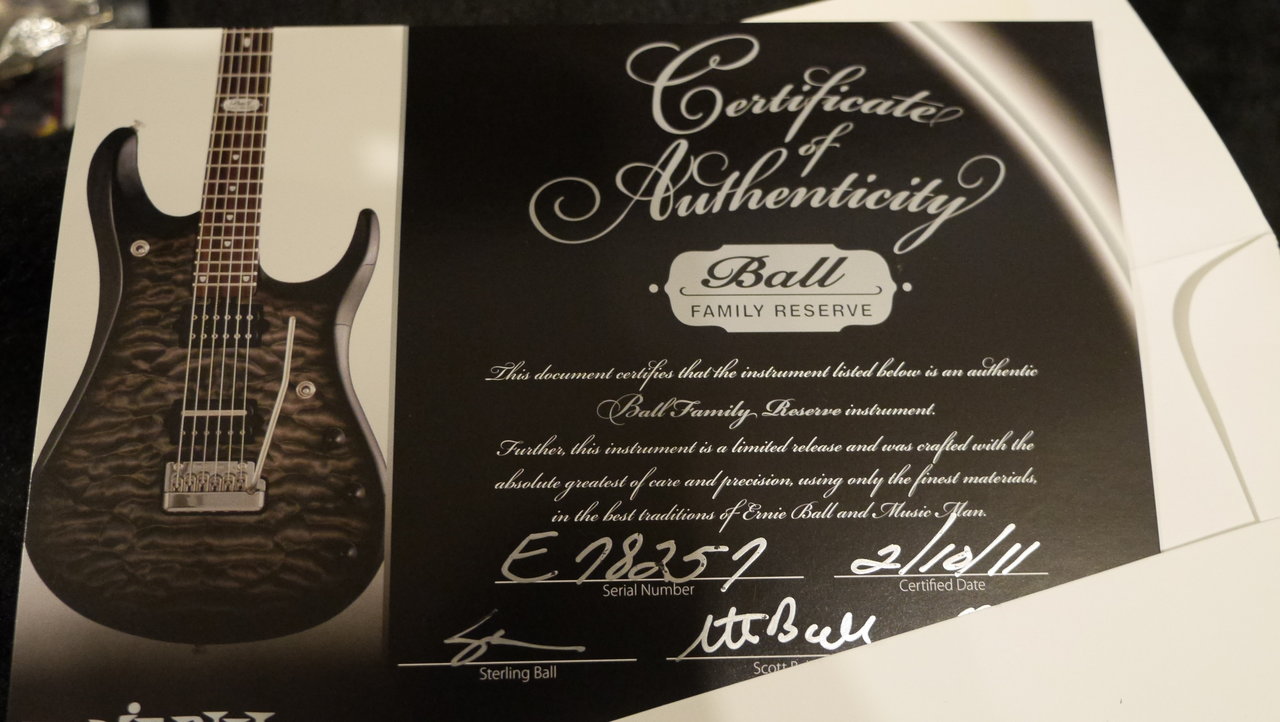 Certificate
of
Authenticity
Ball
FAMILY RESERVE
This document certifies that the instrument listed below is an authentic
Ball Family Reserve instrument.
Further, this instrument is a limited release and was crafted with the
absolute greatest of care and precision, using only the finest materials,
in the best traditions of Ernie Ball and Music Man.
E 78257 2/10/11
Serial Number Certified Date
Sterling Ball Scott